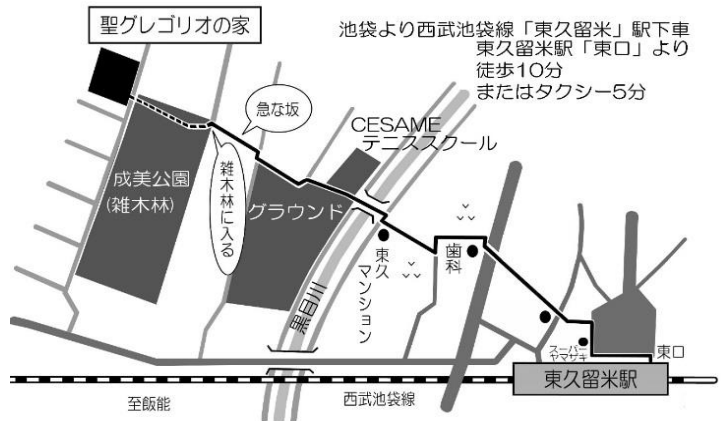 聖グレゴリオの家
池袋より西武池袋線「東久留米」駅下車
東久留米駅「東口」より
徒歩10分
またはタクシー5分
急な坂
CESAME
テニススクール
成美公園
(雑木林)
雑木林に入る
グラウンド
東久
マンション
歯科
黒目川
スーパー
ヤマザキ
東口
東久留米駅
至飯能
西武池袋線